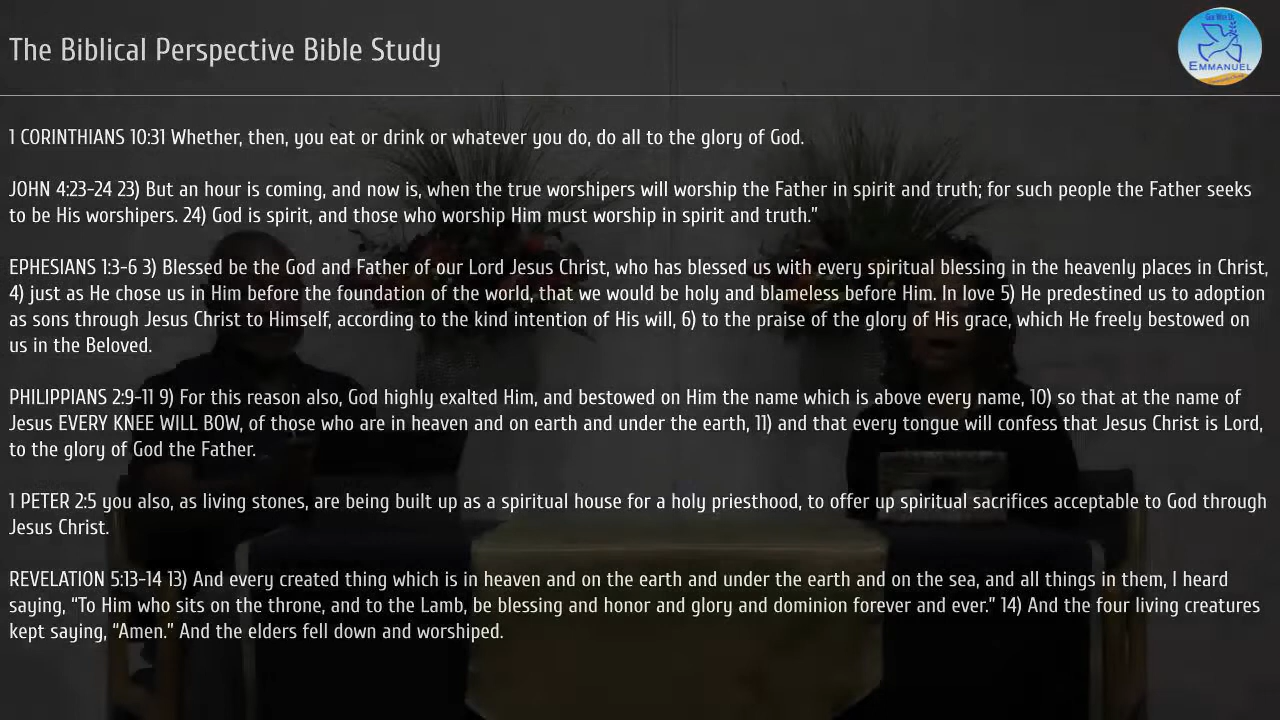 The Biblical Perspective Bible Study
God With Us
EMMANUEL
1 CORINTHIANS 10:31 Whether, then, you eat or drink or whatever you do, do all to the glory of God.
JOHN 4:23-24 23) But an hour is coming, and now is, when the true worshipers will worship the Father in spirit and truth; for such people the Father seeks
to be His worshipers. 24) God is spirit, and those who worship Him must worship in spirit and truth.”
EPHESIANS 1:3-6 3) Blessed be the God and Father of our Lord Jesus Christ, who has blessed us with every spiritual blessing in the heavenly places in Christ,
4) just as He chose us in Him before the foundation of the world, that we would be holy and blameless before Him. In love 5) He predestined us to adoption
as sons through Jesus Christ to Himself, according to the kind intention of His will, 6) to the praise of the glory of His grace, which He freely bestowed on
us in the Beloved.
PHILIPPIANS 2:9-11 9) For this reason also, God highly exalted Him, and bestowed on Him the name which is above every name, 10) so that at the name of
Jesus EVERY KNEE WILL BOW, of those who are in heaven and on earth and under the earth, 11) and that every tongue will confess that Jesus Christ is Lord,
to the glory of God the Father.
1 PETER 2:5 you also, as living stones, are being built up as a spiritual house for a holy priesthood, to offer up spiritual sacrifices acceptable to God through
Jesus Christ.
REVELATION 5:13-14 13) And every created thing which is in heaven and on the earth and under the earth and on the sea, and all things in them, I heard
saying, “To Him who sits on the throne, and to the Lamb, be blessing and honor and glory and dominion forever and ever.” 14) And the four living creatures
kept saying, “Amen.” And the elders fell down and worshiped.